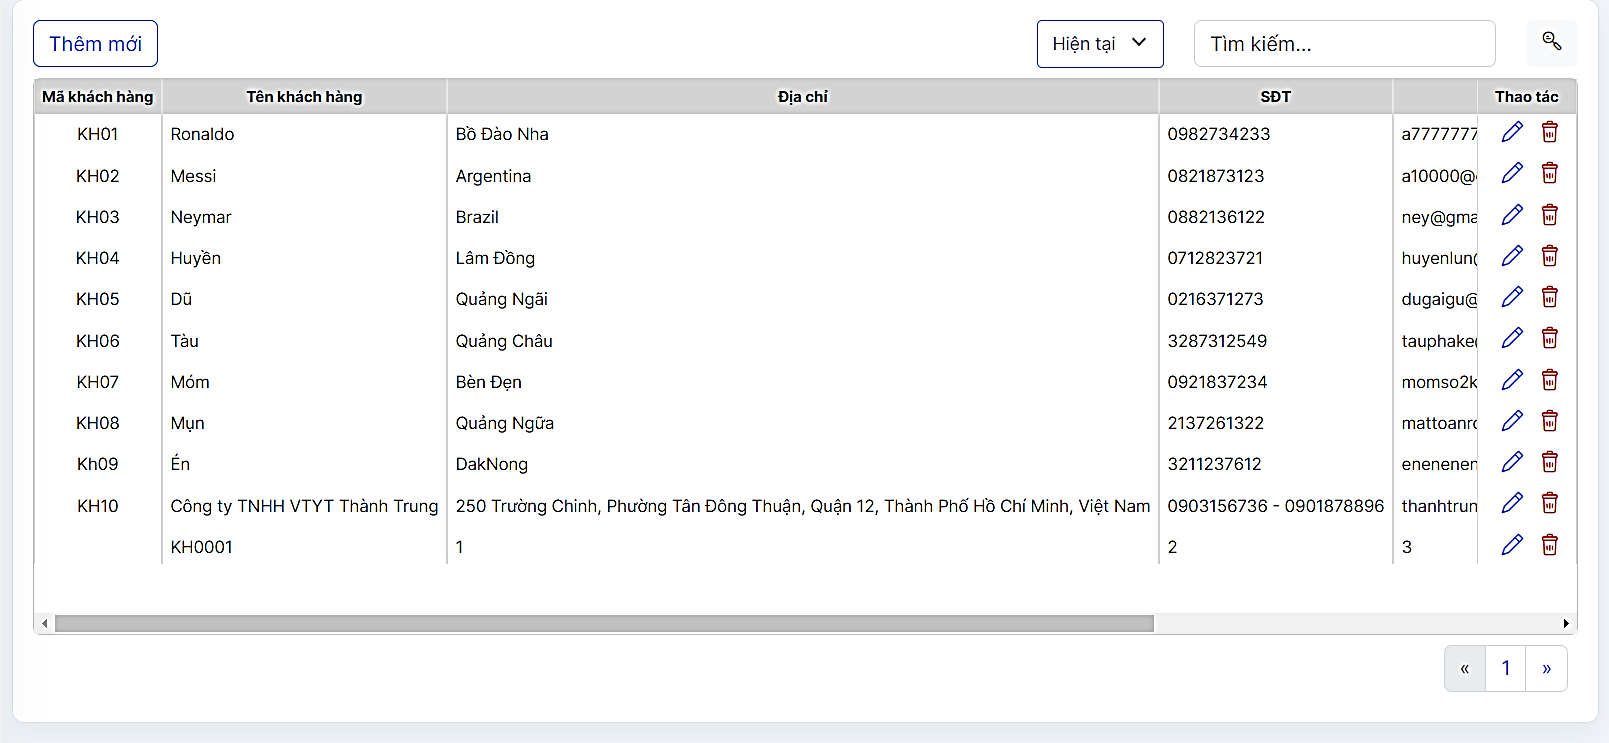 Thêm mới Hiện tại Tìm kiếm...
Mã khách hàng Tên khách hàng Địa chỉ SĐT Thao tác
KH01 Ronaldo Bồ Đào Nha 0982734233 a7777777
KH02 Messi Argentina 0821873123 a10000@
KH03 Neymar Brazil 0882136122 ney@gma
KH04 Huyền Lâm Đồng 0712823721 huyenlun@
KH05 Dũ Quảng Ngãi 0216371273 dugaigu@
KH06 Tàu Quảng Châu 3287312549 tauphake
KH07 Móm Bèn Đẹn 0921837234 momso2k
KH08 Mụn Quảng Ngữa 2137261322 mattoanr
Kh09 Én DakNong 3211237612 enenenen
KH10 Công ty TNHH VTYT Thành Trung 250 Trường Chinh, Phường Tân Đông Thuận, Quận 12, Thành Phố Hồ Chí Minh, Việt Nam 0903156736 - 0901878896 thanhtrun
KH0001 1 2 3
« 1 »